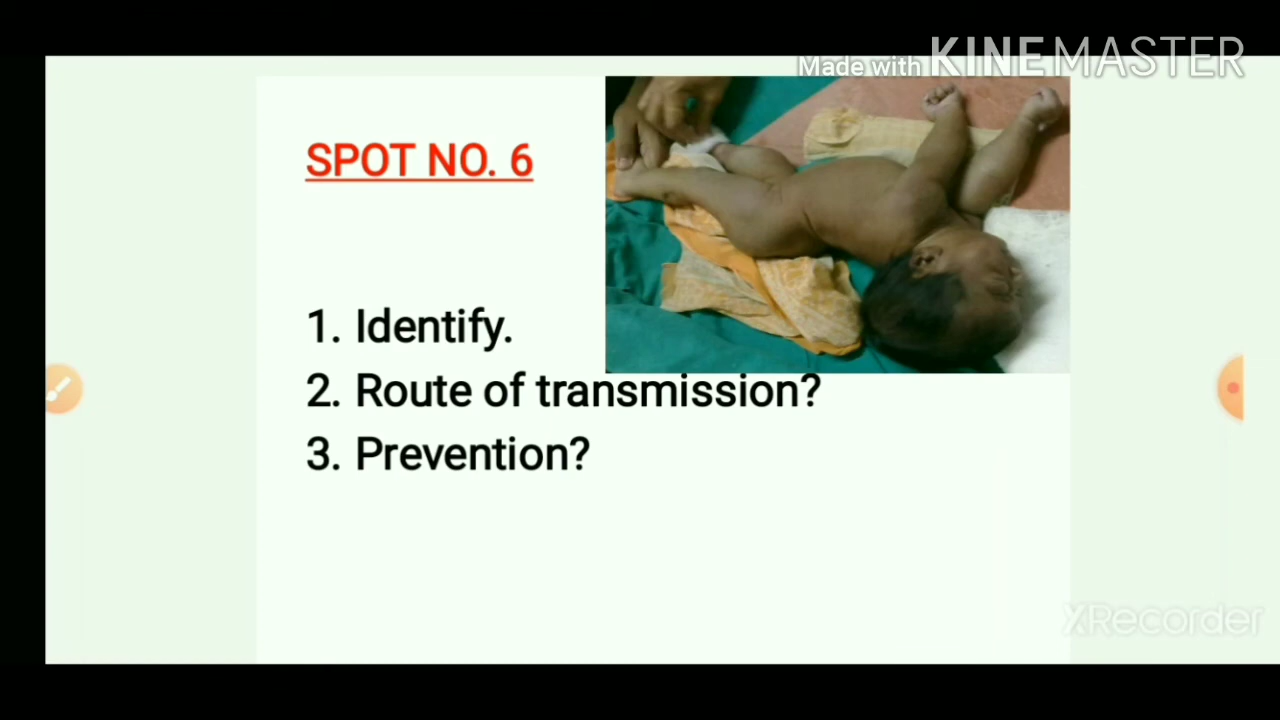 Made with KINEMASTER
SPOT NO. 6
1. Identify.
2. Route of transmission?
3. Prevention?
XRecorder